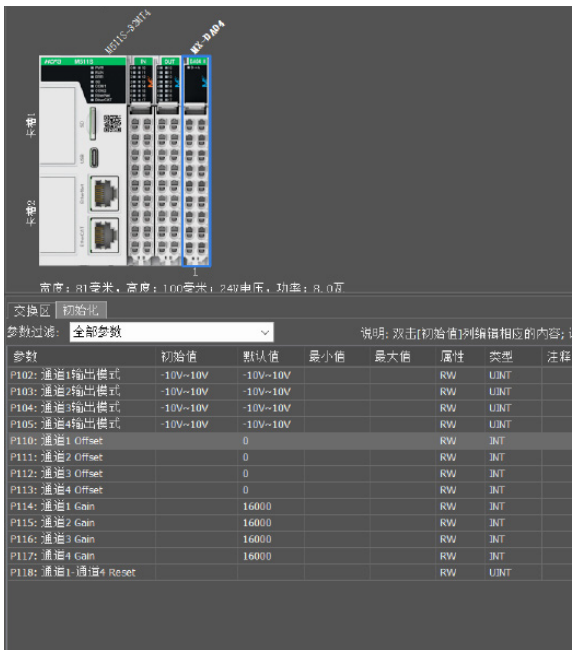 M511S-S2MT4
MX-DAD4
M511S
IN
OUT
卡槽1
SD
USB
卡槽2
EtherNet
EtherCAT
1
宽度: 81毫米, 高度: 100毫米; 24V电压, 功率: 8.0瓦
交换区 初始化
参数过滤: 全部参数 说明: 双击[初始值]列编辑相应的内容;
参数 初始值 默认值 最小值 最大值 属性 类型 注释
P102: 通道1输出模式 -10V~10V -10V~10V RW UINT
P103: 通道2输出模式 -10V~10V -10V~10V RW UINT
P104: 通道3输出模式 -10V~10V -10V~10V RW UINT
P105: 通道4输出模式 -10V~10V -10V~10V RW UINT
P110: 通道1 Offset 0 RW INT
P111: 通道2 Offset 0 RW INT
P112: 通道3 Offset 0 RW INT
P113: 通道4 Offset 0 RW INT
P114: 通道1 Gain 16000 RW INT
P115: 通道2 Gain 16000 RW INT
P116: 通道3 Gain 16000 RW INT
P117: 通道4 Gain 16000 RW INT
P118: 通道1-通道4 Reset RW UINT